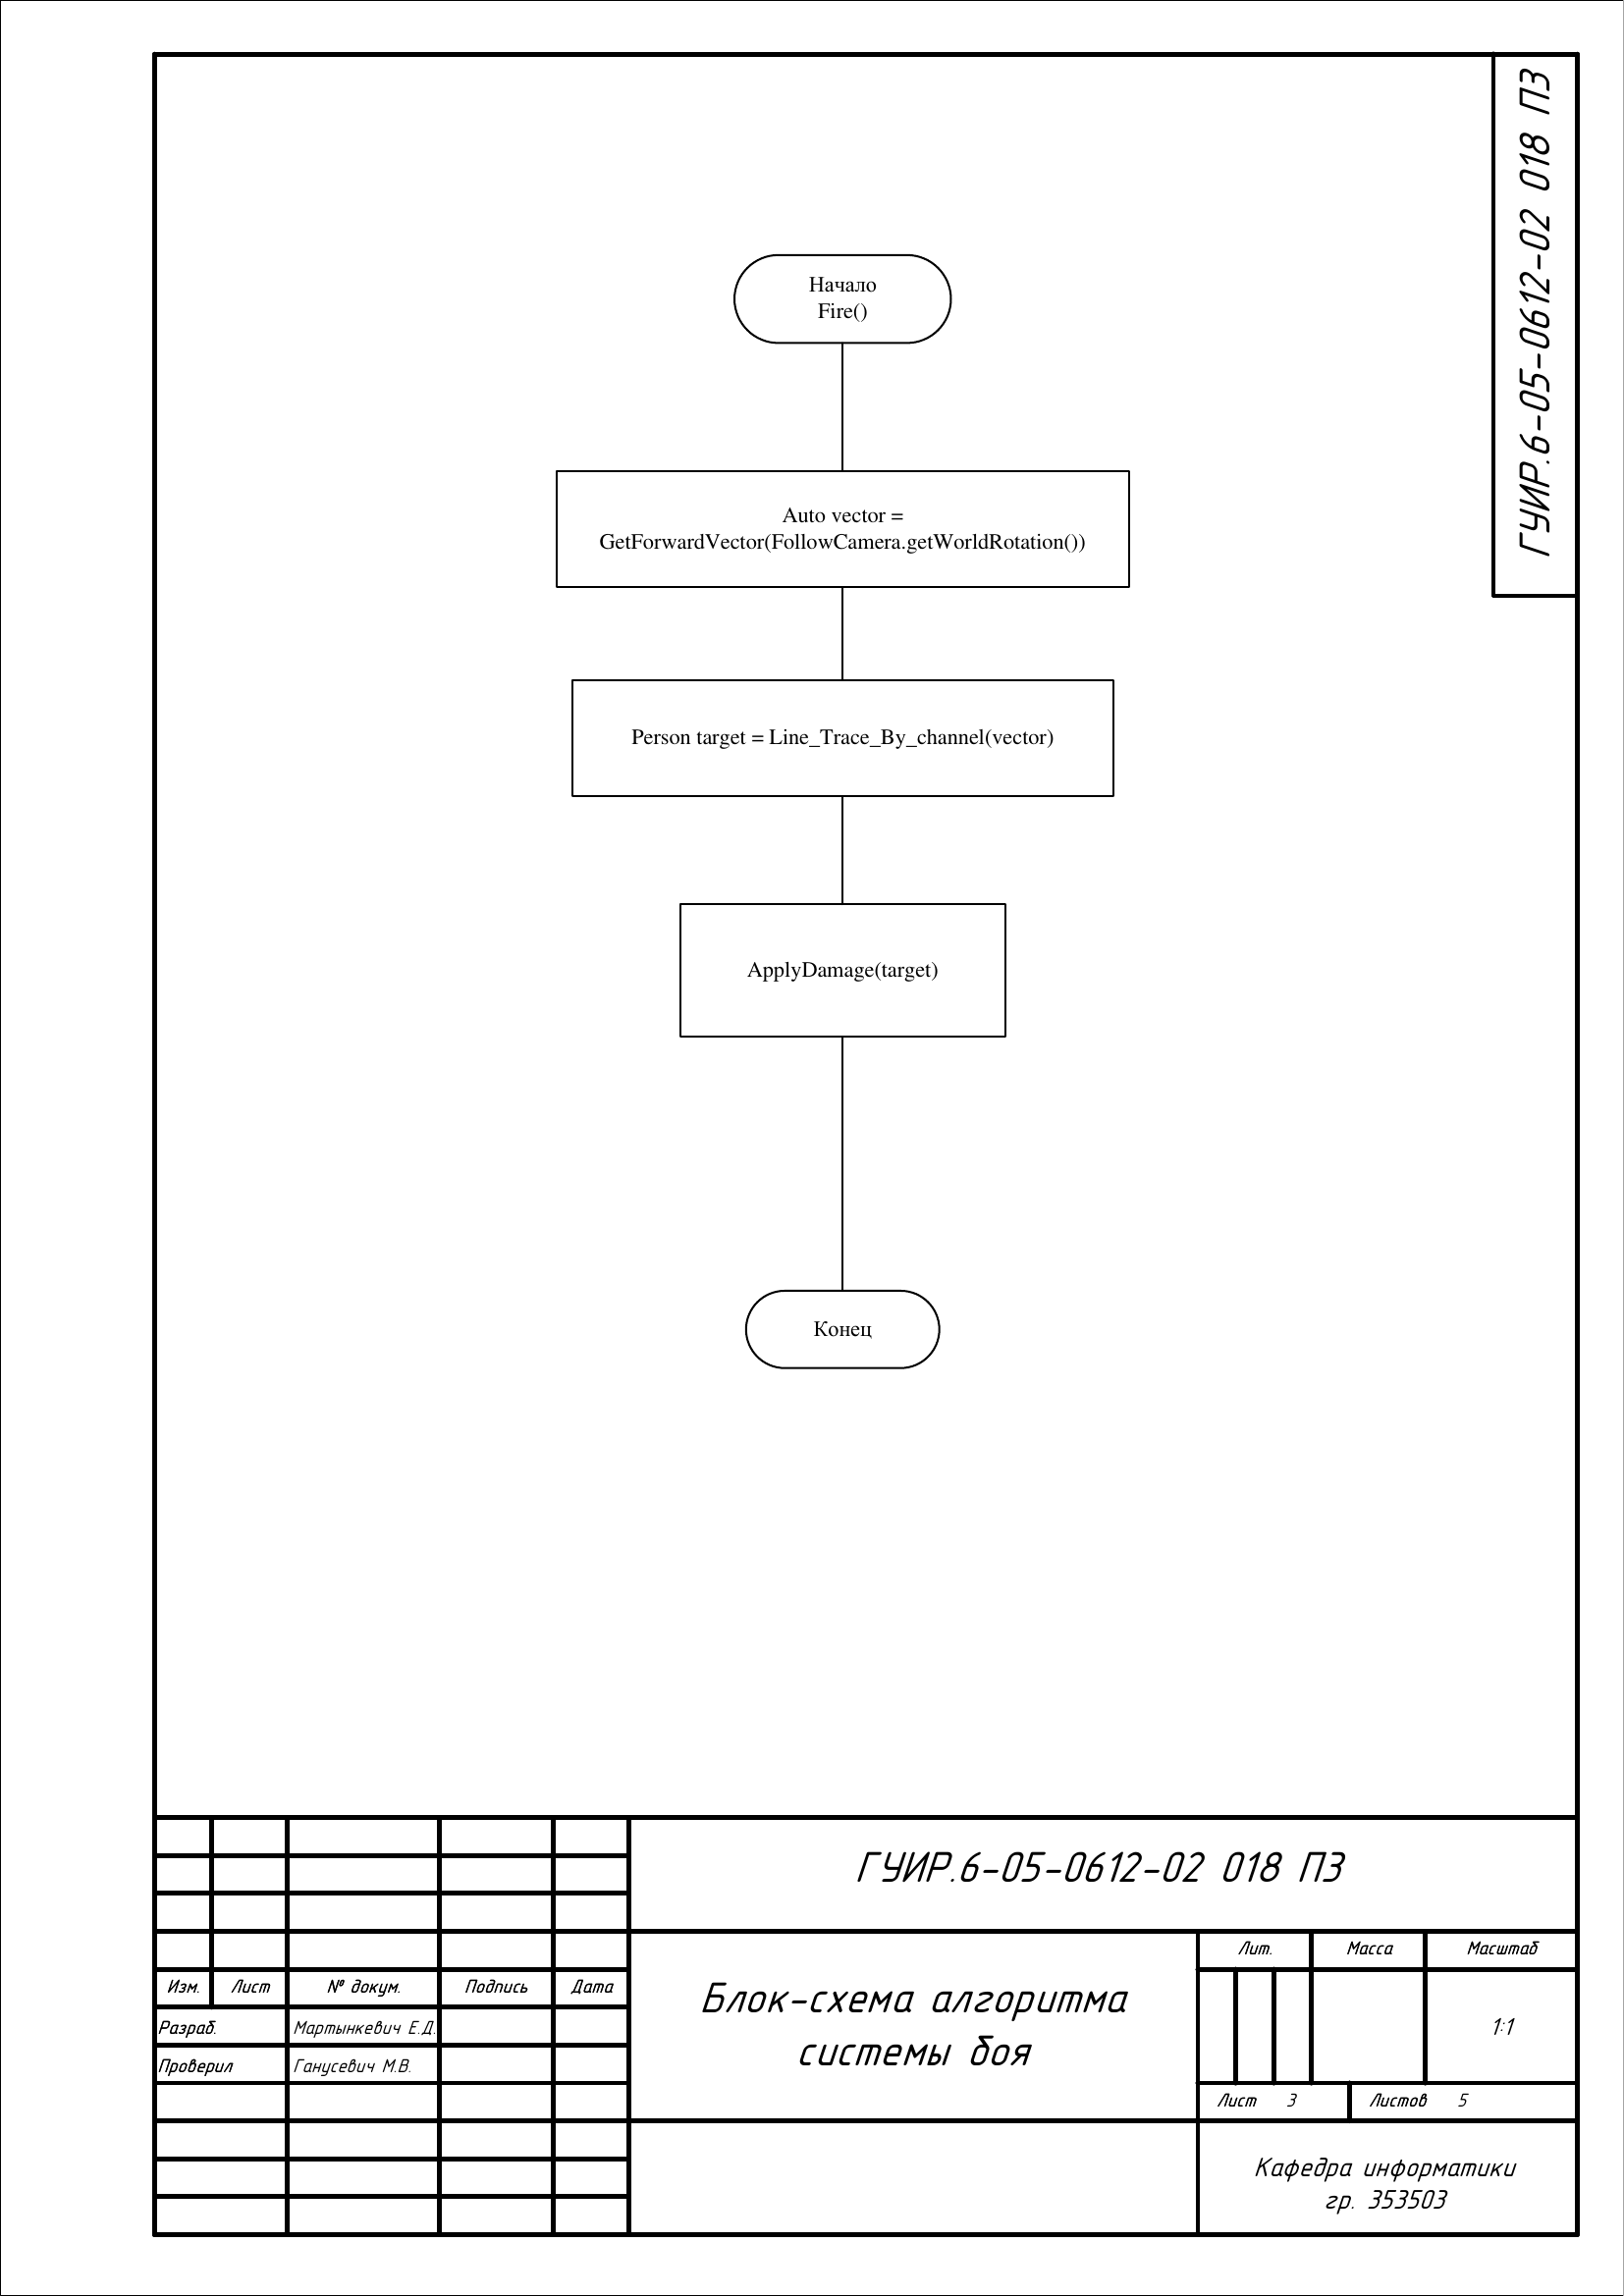 ГУИР.6-05-0612-02 018 ПЗ
Начало
Fire()
Auto vector =
GetForwardVector(FollowCamera.getWorldRotation())
Person target = Line_Trace_By_channel(vector)
ApplyDamage(target)
Конец
ГУИР.6-05-0612-02 018 ПЗ
Изм. Лист № докум. Подпись Дата
Разраб. Мартынкевич Е.Д.
Проверил Ганусевич М.В.
Блок-схема алгоритма
системы боя
Лит. Масса Масштаб
1:1
Лист 3 Листов 5
Кафедра информатики
гр. 353503